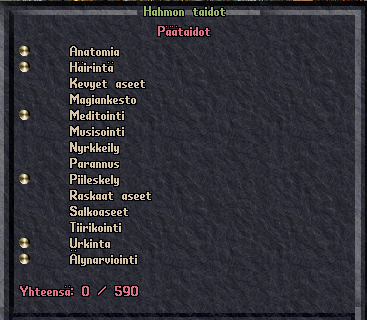 Hahmon taidot
Päätaidot
Anatomia
Häirintä
Kevyet aseet
Magiankesto
Meditointi
Musisointi
Nyrkkeily
Parannus
Piileskely
Raskaat aseet
Salkoaseet
Tiirikointi
Urkinta
Älynarviointi
Yhteensä: 0 / 590